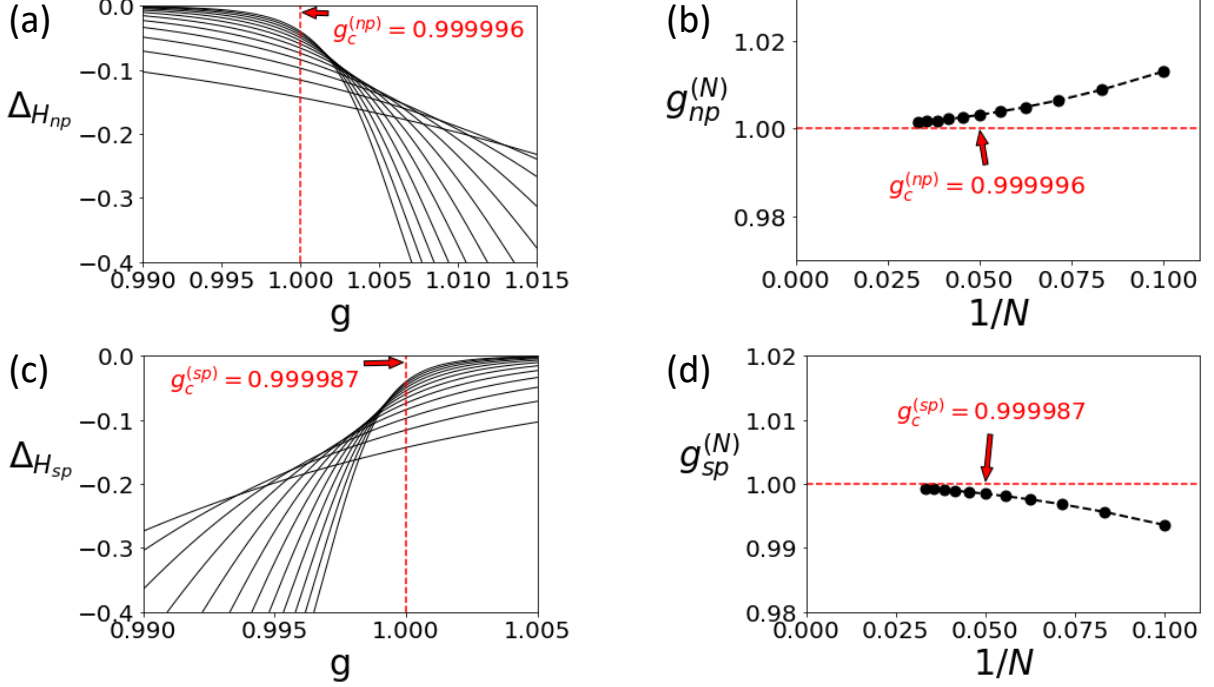 (a)
0.0
−0.1
−0.2
−0.3
−0.4
Δ_{H_{np}}
g_c^{(np)} = 0.999996
0.990 0.995 1.000 1.005 1.010 1.015
g
(b)
1.02
1.00
0.98
g_{np}^{(N)}
g_c^{(np)} = 0.999996
0.000 0.025 0.050 0.075 0.100
1/N
(c)
0.0
−0.1
−0.2
−0.3
−0.4
Δ_{H_{sp}}
g_c^{(sp)} = 0.999987
0.990 0.995 1.000 1.005
g
(d)
1.02
1.01
1.00
0.99
0.98
g_{sp}^{(N)}
g_c^{(sp)} = 0.999987
0.000 0.025 0.050 0.075 0.100
1/N